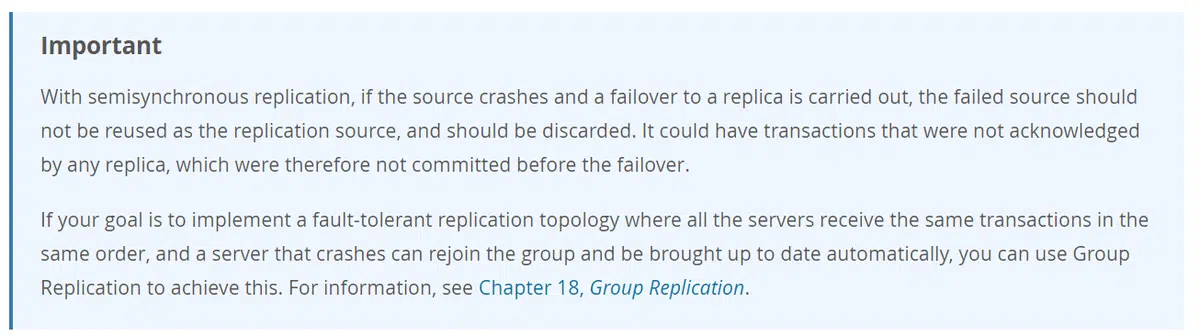 Important
With semisynchronous replication, if the source crashes and a failover to a replica is carried out, the failed source should
not be reused as the replication source, and should be discarded. It could have transactions that were not acknowledged
by any replica, which were therefore not committed before the failover.
If your goal is to implement a fault-tolerant replication topology where all the servers receive the same transactions in the
same order, and a server that crashes can rejoin the group and be brought up to date automatically, you can use Group
Replication to achieve this. For information, see Chapter 18, Group Replication.